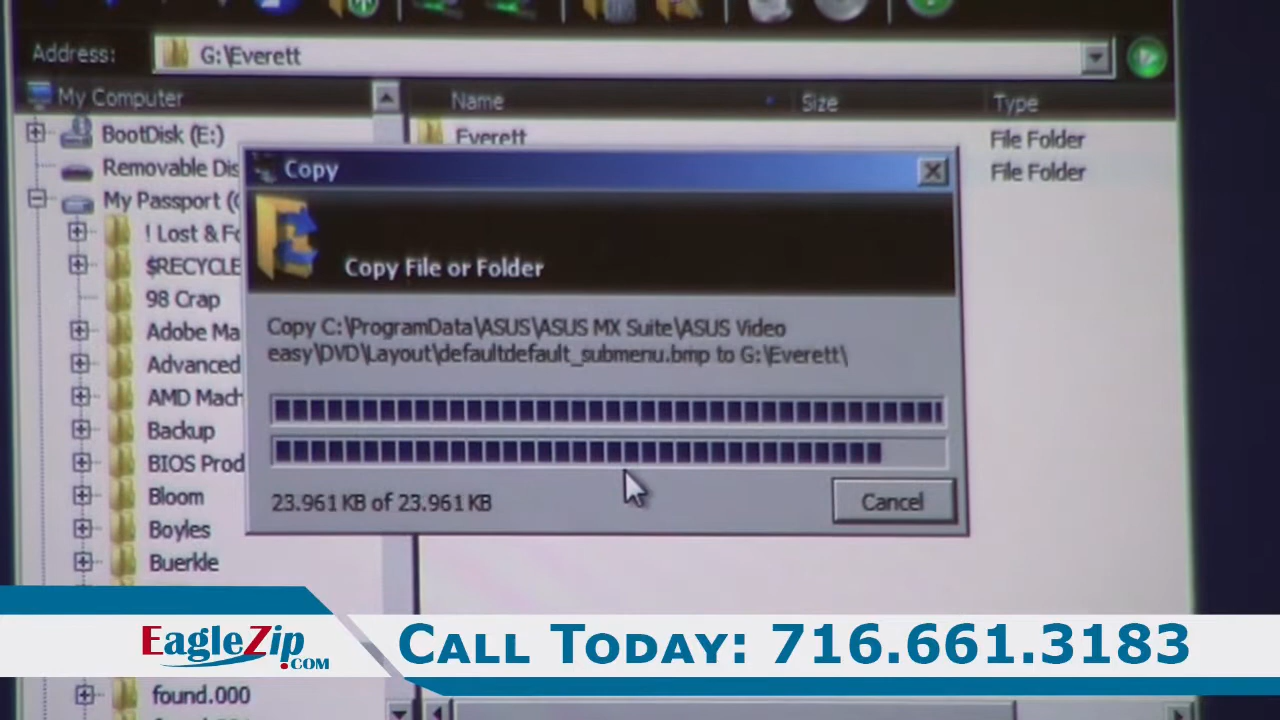 Address: G:\Everett
My Computer
Name Size Type
BootDisk (E:)
Everett File Folder
Removable Dis
File Folder
My Passport (
! Lost & Fo
$RECYCLE
98 Crap
Adobe Ma
Advanced
AMD Mach
Backup
BIOS Prod
Bloom
Boyles
Buerkle
found.000
Copy
Copy File or Folder
Copy C:\ProgramData\ASUS\ASUS MX Suite\ASUS Video
easy\DVD\Layout\defaultdefault_submenu.bmp to G:\Everett\
23.961 KB of 23.961 KB
Cancel
EagleZip.com
Call Today: 716.661.3183